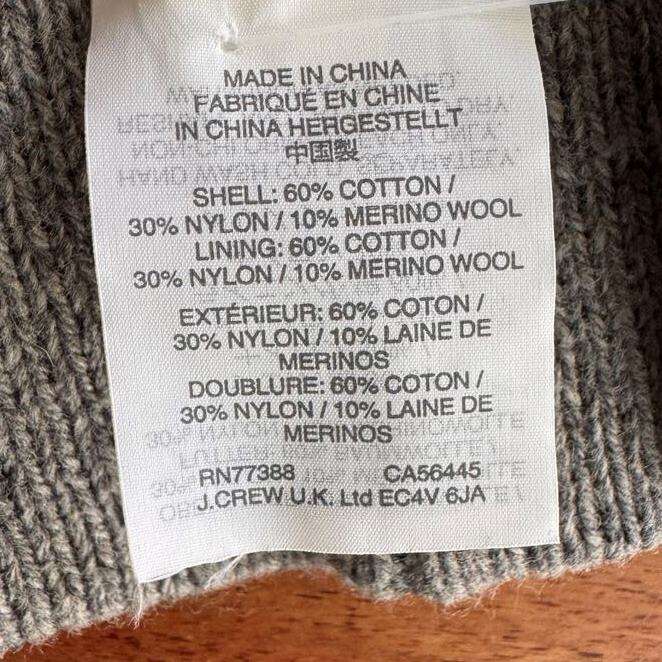 MADE IN CHINA
FABRIQUÉ EN CHINE
IN CHINA HERGESTELLT
中国製
SHELL: 60% COTTON /
30% NYLON / 10% MERINO WOOL
LINING: 60% COTTON /
30% NYLON / 10% MERINO WOOL
EXTÉRIEUR: 60% COTON /
30% NYLON / 10% LAINE DE
MERINOS
DOUBLURE: 60% COTON /
30% NYLON / 10% LAINE DE
MERINOS
RN77388 CA56445
J.CREW U.K. Ltd EC4V 6JA